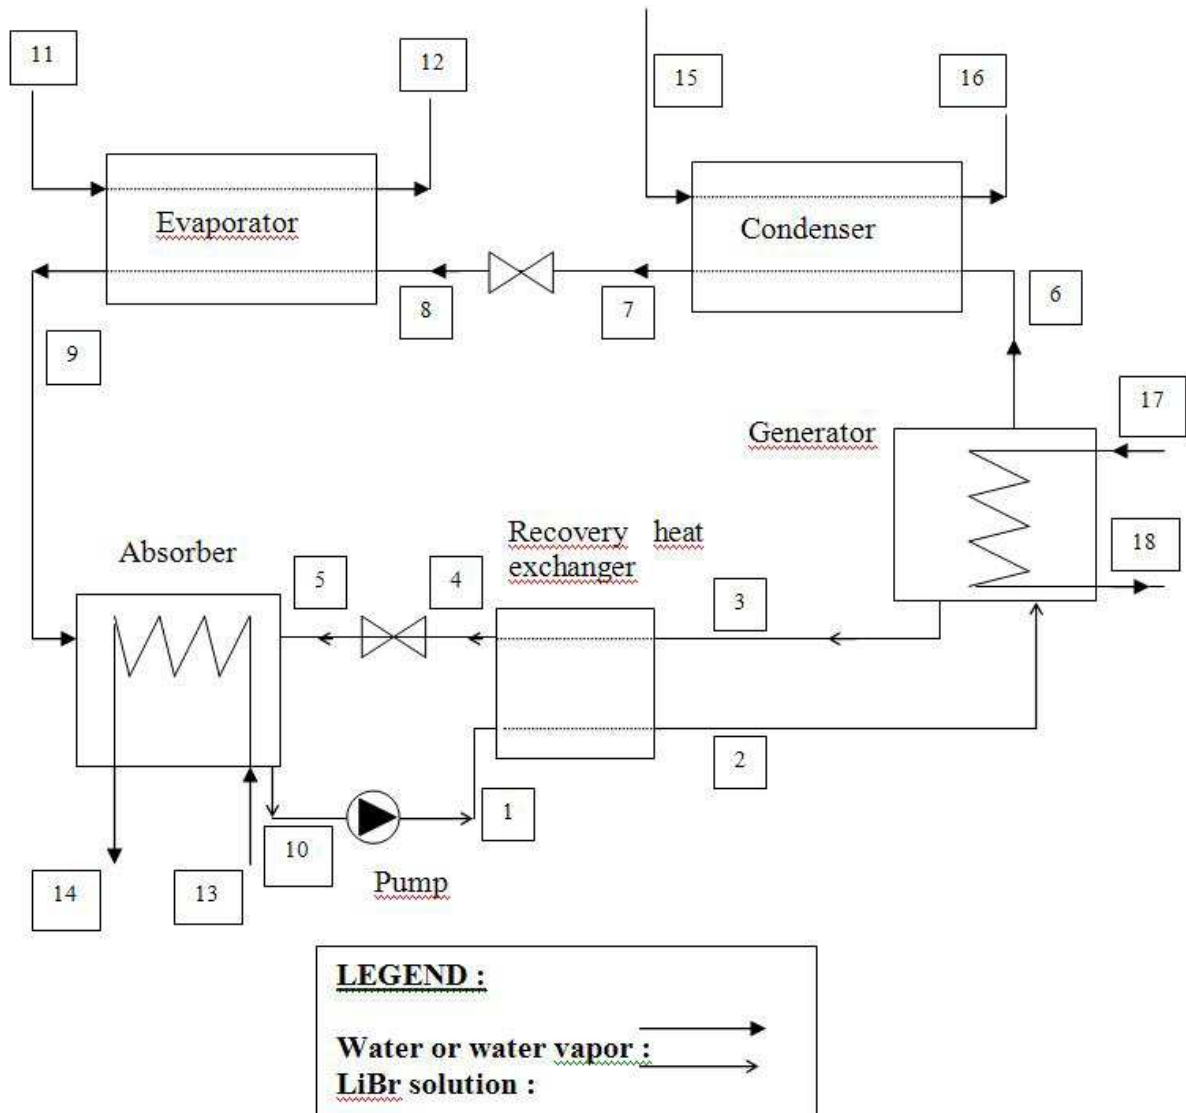 11
12
15
16
Evaporator
Condenser
8
7
6
9
17
Generator
18
Recovery heat
exchanger
Absorber
5
4
3
2
1
10
14
13
Pump
LEGEND :
Water or water vapor :
LiBr solution :